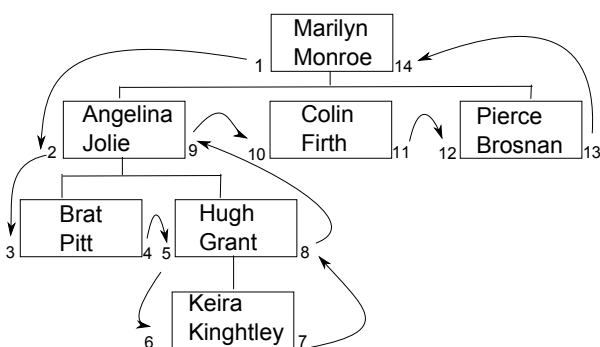 Marilyn
Monroe
1
14
Angelina
Jolie
Colin
Firth
Pierce
Brosnan
2
9
10
11
12
13
Brat
Pitt
Hugh
Grant
3
4
5
8
Keira
Kinghtley
6
7